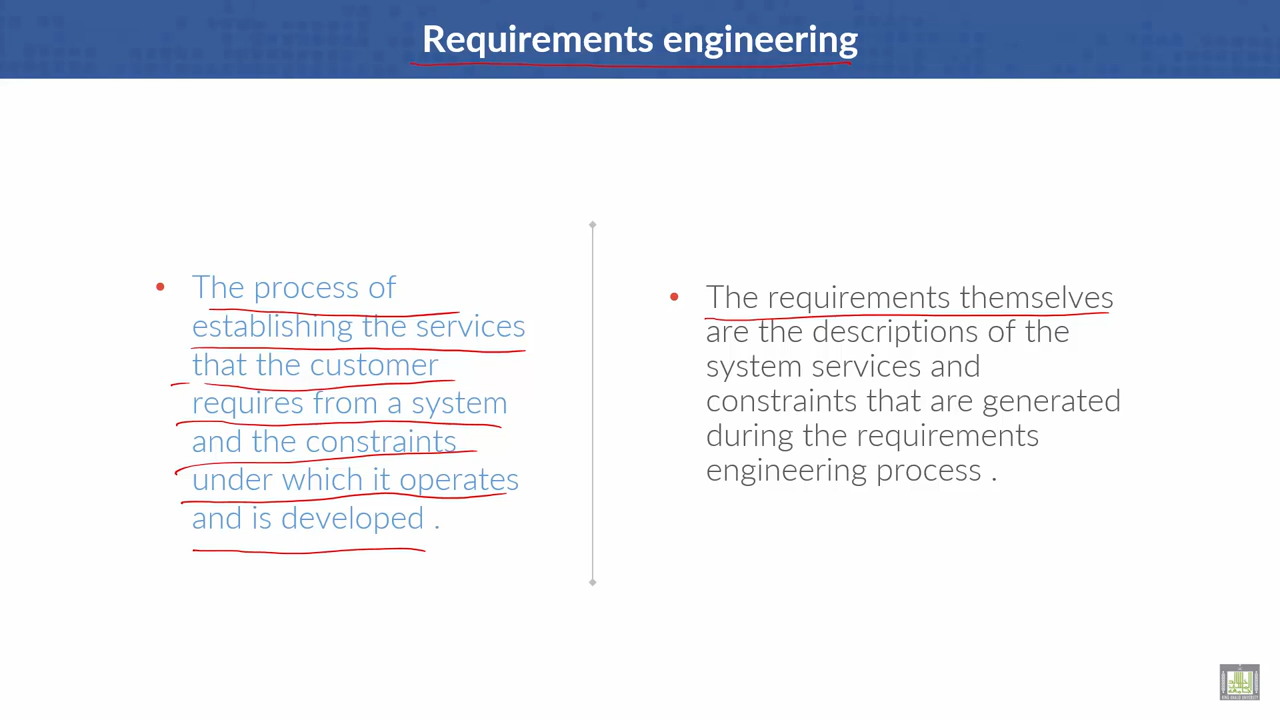 Requirements engineering
• The process of
establishing the services
that the customer
requires from a system
and the constraints
under which it operates
and is developed .
• The requirements themselves
are the descriptions of the
system services and
constraints that are generated
during the requirements
engineering process .